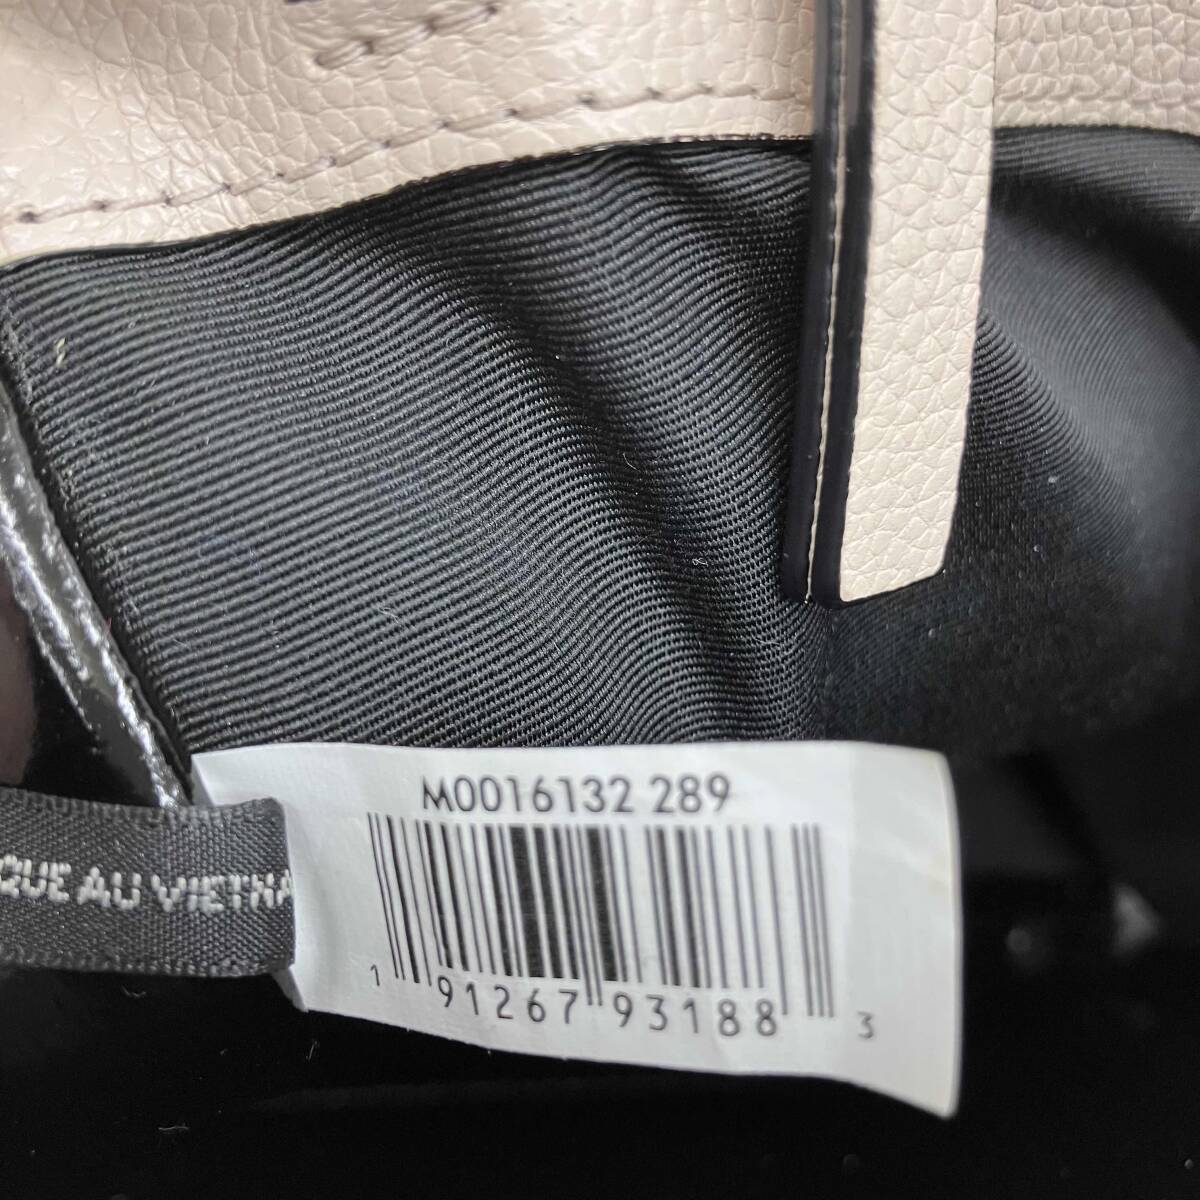 M0016132 289
QUE AU VIETNA
1 91267 93188 3